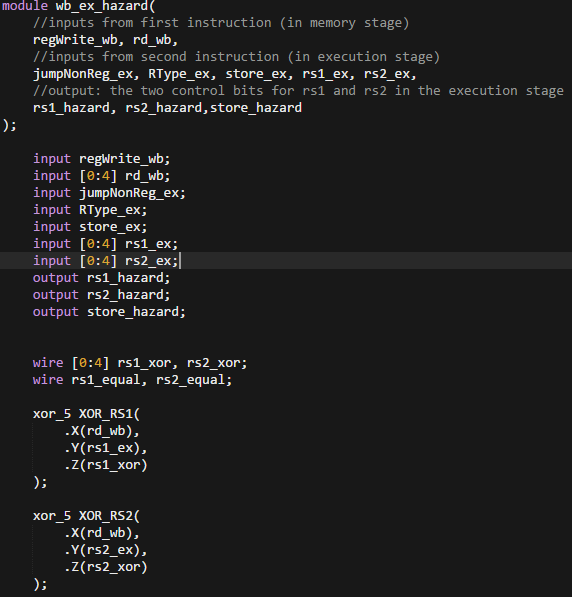 module wb_ex_hazard(
    //inputs from first instruction (in memory stage)
    regWrite_wb, rd_wb,
    //inputs from second instruction (in execution stage)
    jumpNonReg_ex, RType_ex, store_ex, rs1_ex, rs2_ex,
    //output: the two control bits for rs1 and rs2 in the execution stage
    rs1_hazard, rs2_hazard,store_hazard
);
    input regWrite_wb;
    input [0:4] rd_wb;
    input jumpNonReg_ex;
    input RType_ex;
    input store_ex;
    input [0:4] rs1_ex;
    input [0:4] rs2_ex;
    output rs1_hazard;
    output rs2_hazard;
    output store_hazard;
    wire [0:4] rs1_xor, rs2_xor;
    wire rs1_equal, rs2_equal;
    xor_5 XOR_RS1(
        .X(rd_wb),
        .Y(rs1_ex),
        .Z(rs1_xor)
    );
    xor_5 XOR_RS2(
        .X(rd_wb),
        .Y(rs2_ex),
        .Z(rs2_xor)
    );